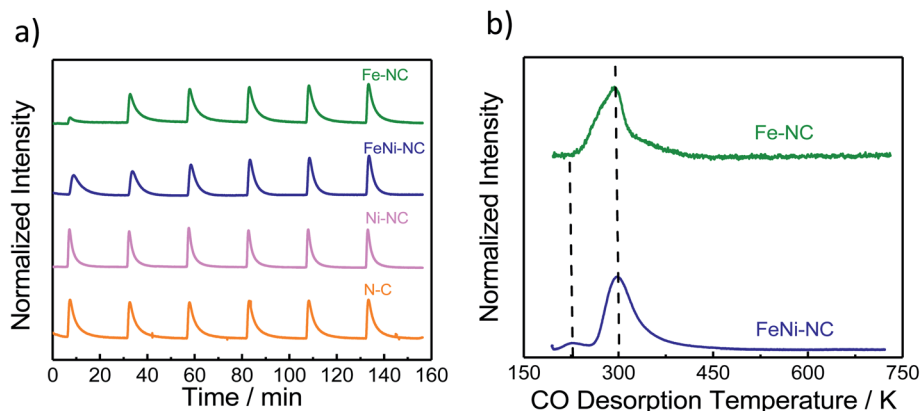 a)
Normalized Intensity
Fe-NC
FeNi-NC
Ni-NC
N-C
0 20 40 60 80 100 120 140 160
Time / min
b)
Normalized Intensity
Fe-NC
FeNi-NC
150 300 450 600 750
CO Desorption Temperature / K